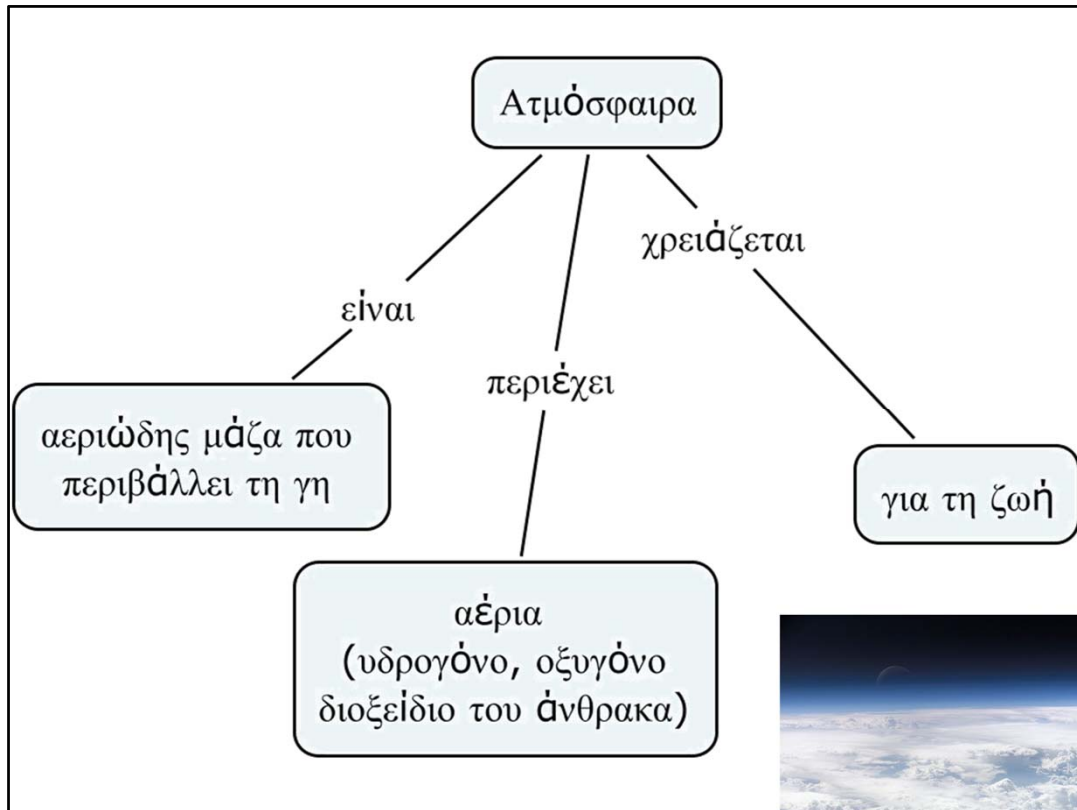 Ατμόσφαιρα
χρειάζεται
είναι
περιέχει
αεριώδης μάζα που
περιβάλλει τη γη
για τη ζωή
αέρια
(υδρογόνο, οξυγόνο
διοξείδιο του άνθρακα)